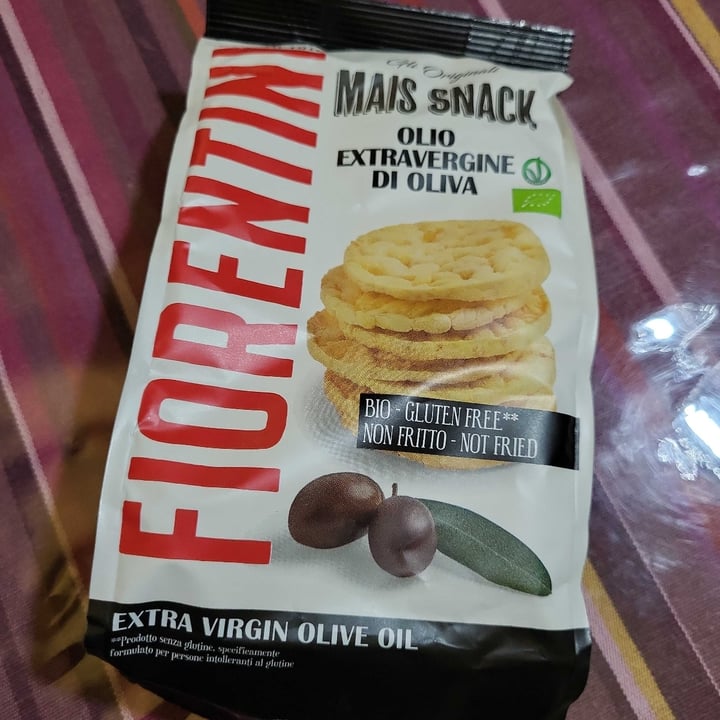 FIORENTINI
Gli Originali
MAIS SNACK
OLIO
EXTRAVERGINE
DI OLIVA
BIO - GLUTEN FREE**
NON FRITTO - NOT FRIED
EXTRA VIRGIN OLIVE OIL
**Prodotto senza glutine, specificamente
formulato per persone intolleranti al glutine